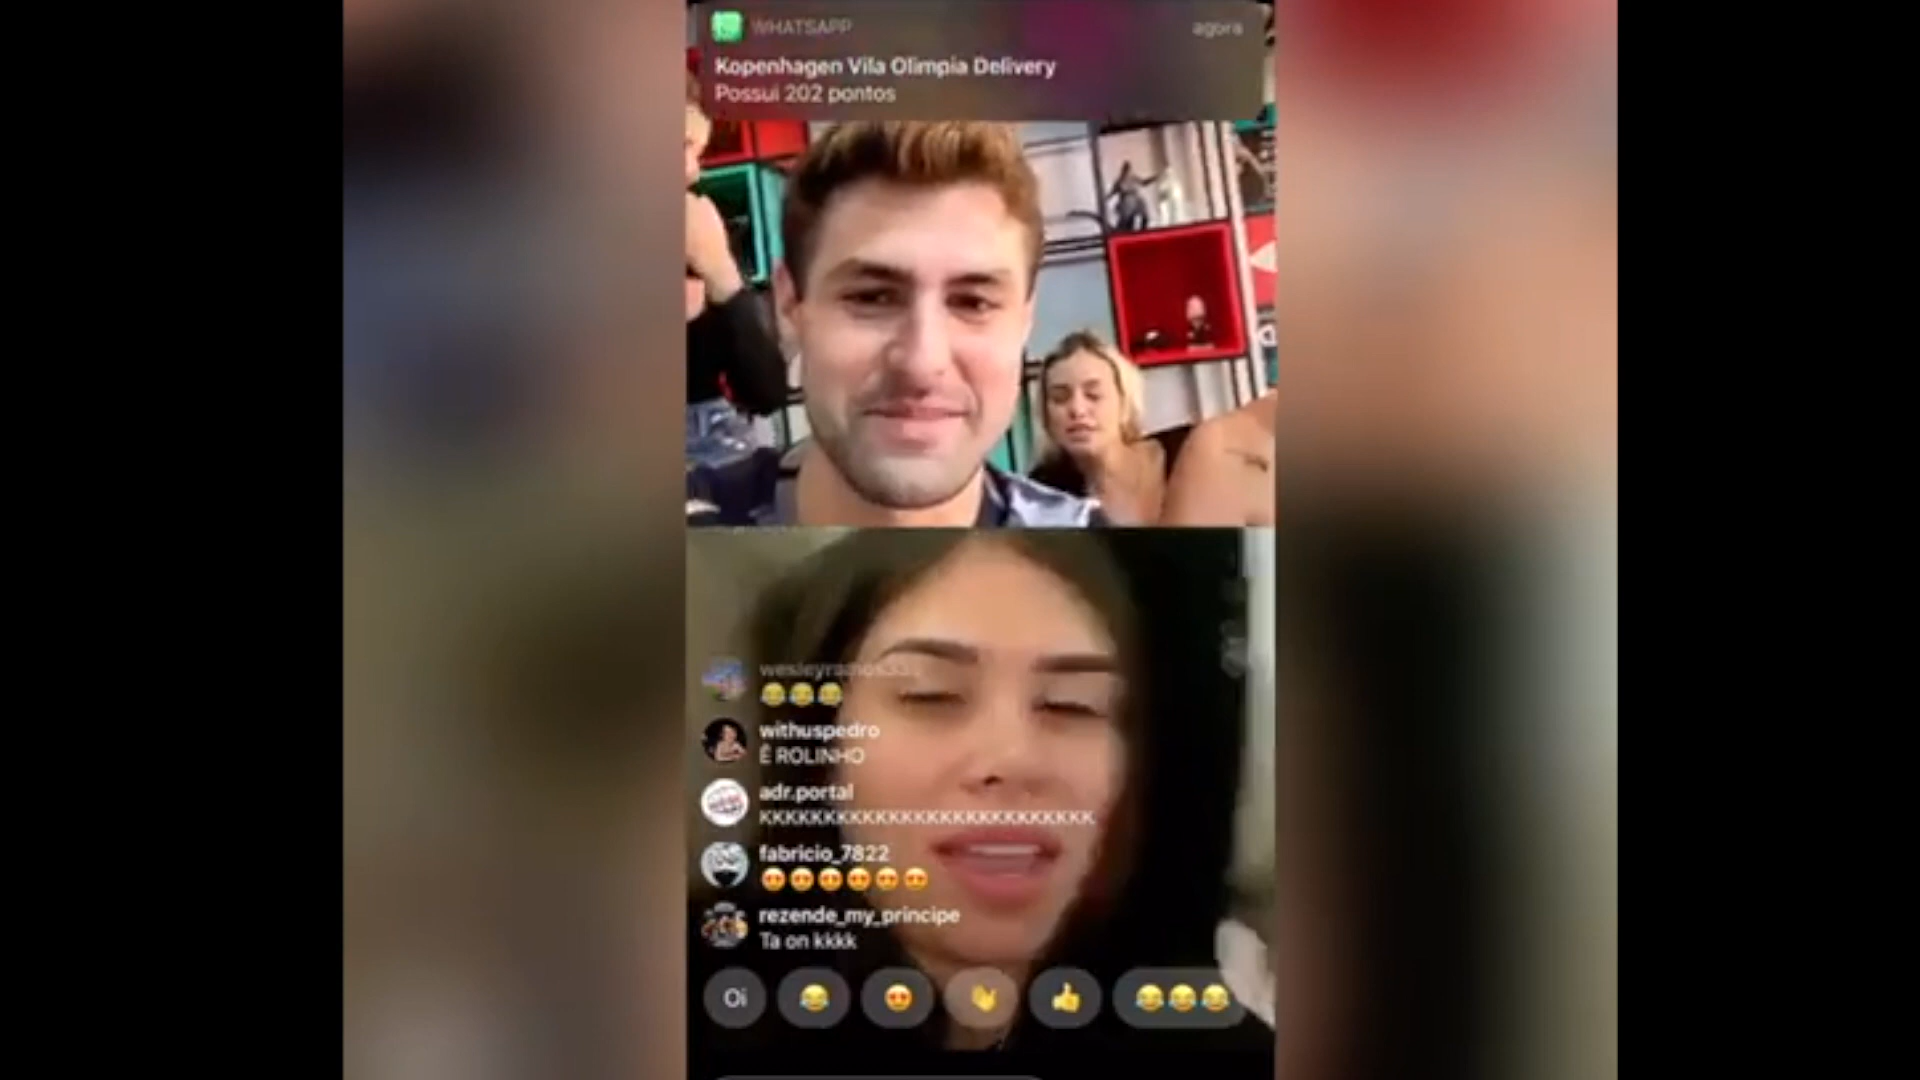 WHATSAPP
agora
Kopenhagen Vila Olimpia Delivery
Possui 202 pontos
😂😂😂
withuspedro
É ROLINHO
adr.portal
KKKKKKKKKKKKKKKKKKKKKKKKKK
fabricio_7822
😍😍😍😍😍😍
rezende_my_principe
Ta on kkkk
Oi 😂 😍 👏 👍 😂😂😂